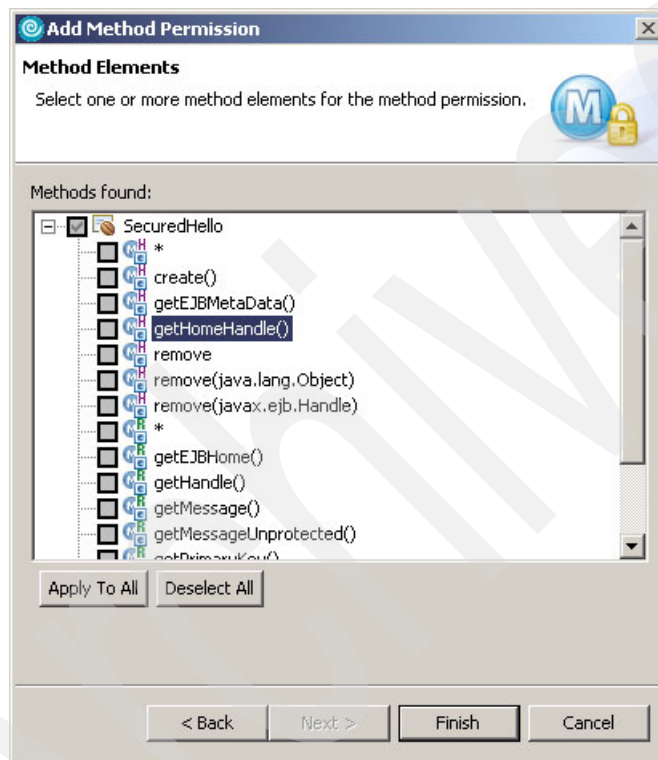 Add Method Permission
Method Elements
Select one or more method elements for the method permission.
M
Methods found:
SecuredHello
*
create()
getEJBMetaData()
getHomeHandle()
remove
remove(java.lang.Object)
remove(javax.ejb.Handle)
*
getEJBHome()
getHandle()
getMessage()
getMessageUnprotected()
getPrimaryKey()
Apply To All Deselect All
< Back Next > Finish Cancel